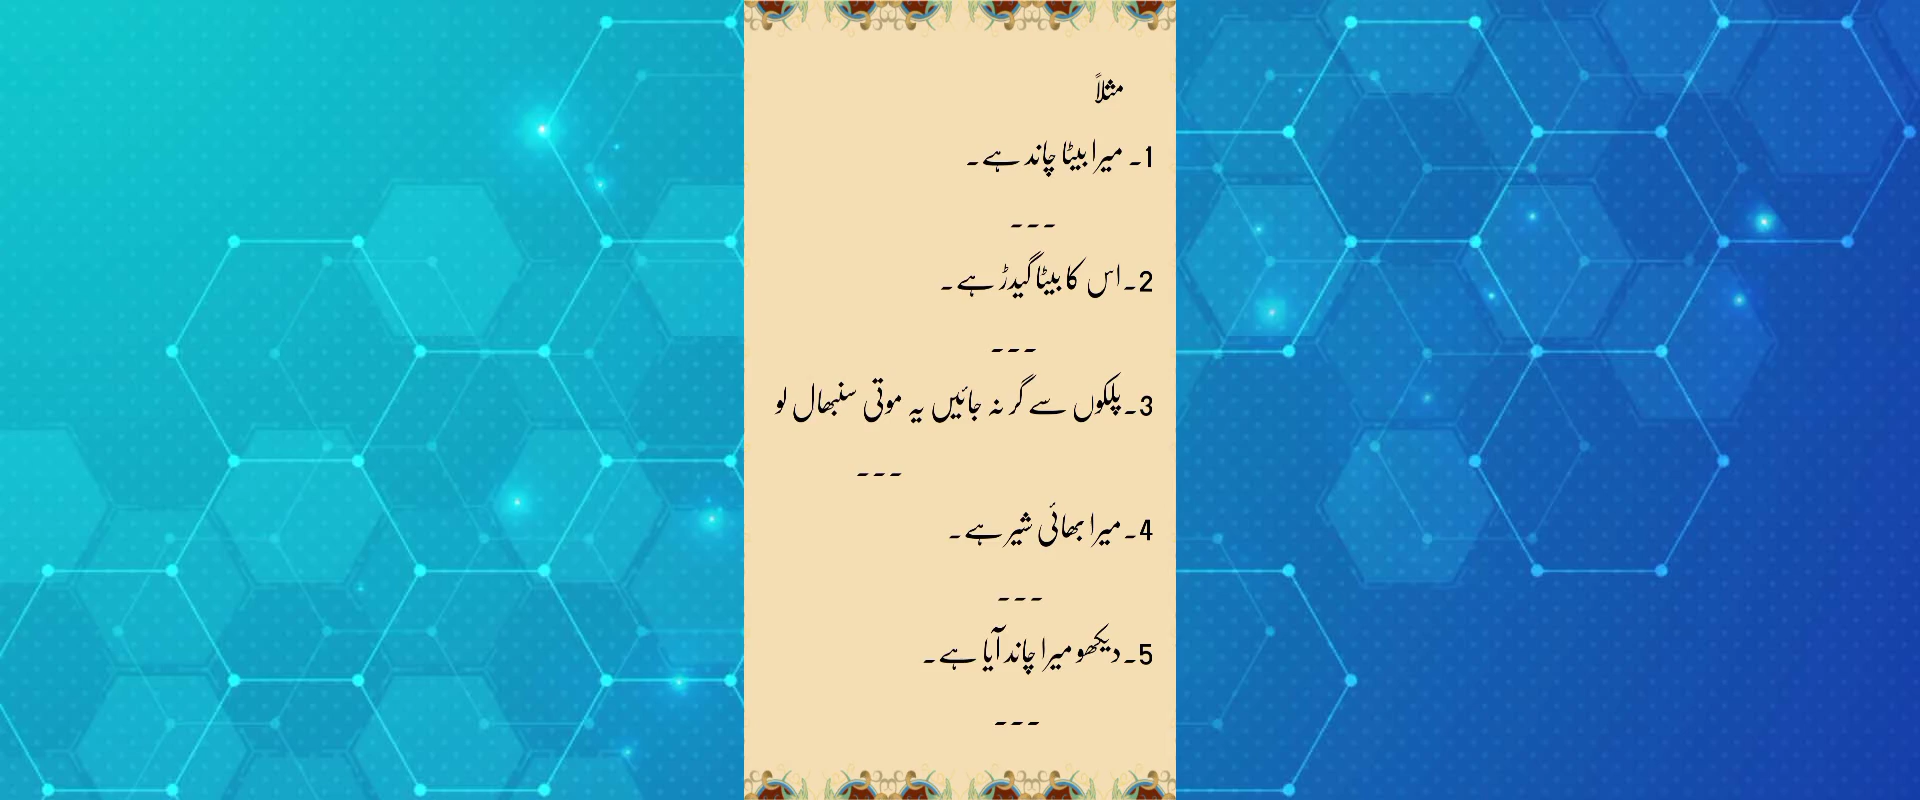 مثلاً
1۔ میرا بیٹا چاند ہے۔
۔۔۔
2۔اس کا بیٹا گیدڑ ہے۔
۔۔۔
3۔پلکوں سے گر نہ جائیں یہ موتی سنبھال لو
۔۔۔
4۔میرا بھائی شیر ہے۔
۔۔۔
5۔دیکھو میرا چاند آیا ہے۔
۔۔۔